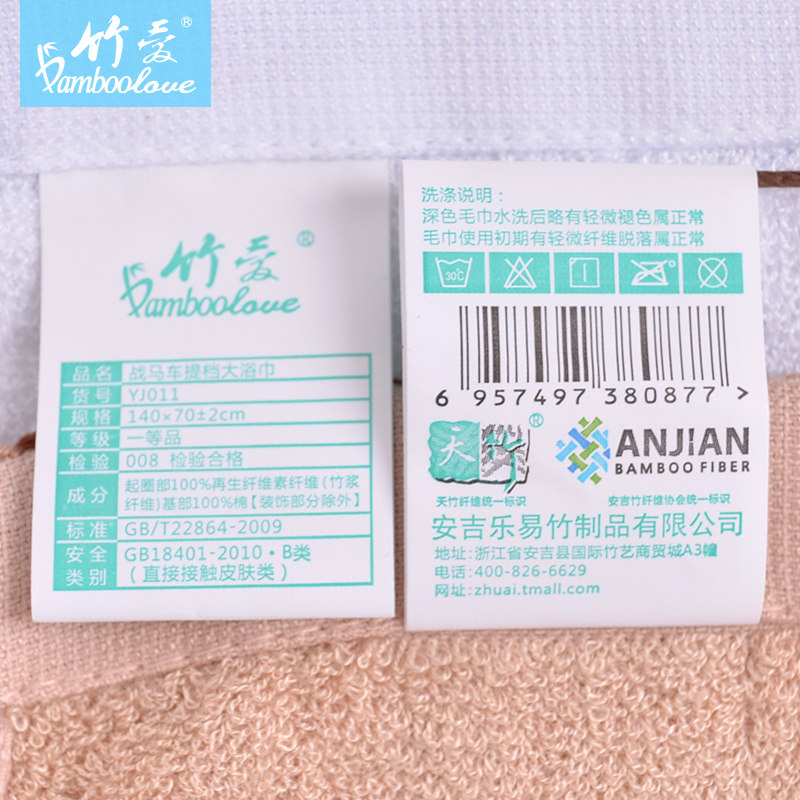 竹爱®
Bamboolove
竹爱®
Bamboolove
品名 战马车提档大浴巾
货号 YJ011
规格 140×70±2cm
等级 一等品
检验 008 检验合格
成分 起圈部100%再生纤维素纤维(竹浆
纤维)基部100%棉【装饰部分除外】
标准 GB/T22864-2009
安全 GB18401-2010·B类
类别 (直接接触皮肤类)
洗涤说明:
深色毛巾水洗后略有轻微褪色属正常
毛巾使用初期有轻微纤维脱落属正常
30℃
6 957497 380877 >
天竹®
天竹纤维统一标识
ANJIAN
BAMBOO FIBER
安吉竹纤维协会统一标识
安吉乐易竹制品有限公司
地址:浙江省安吉县国际竹艺商贸城A3幢
电话:400-826-6629
网址:zhuai.tmall.com